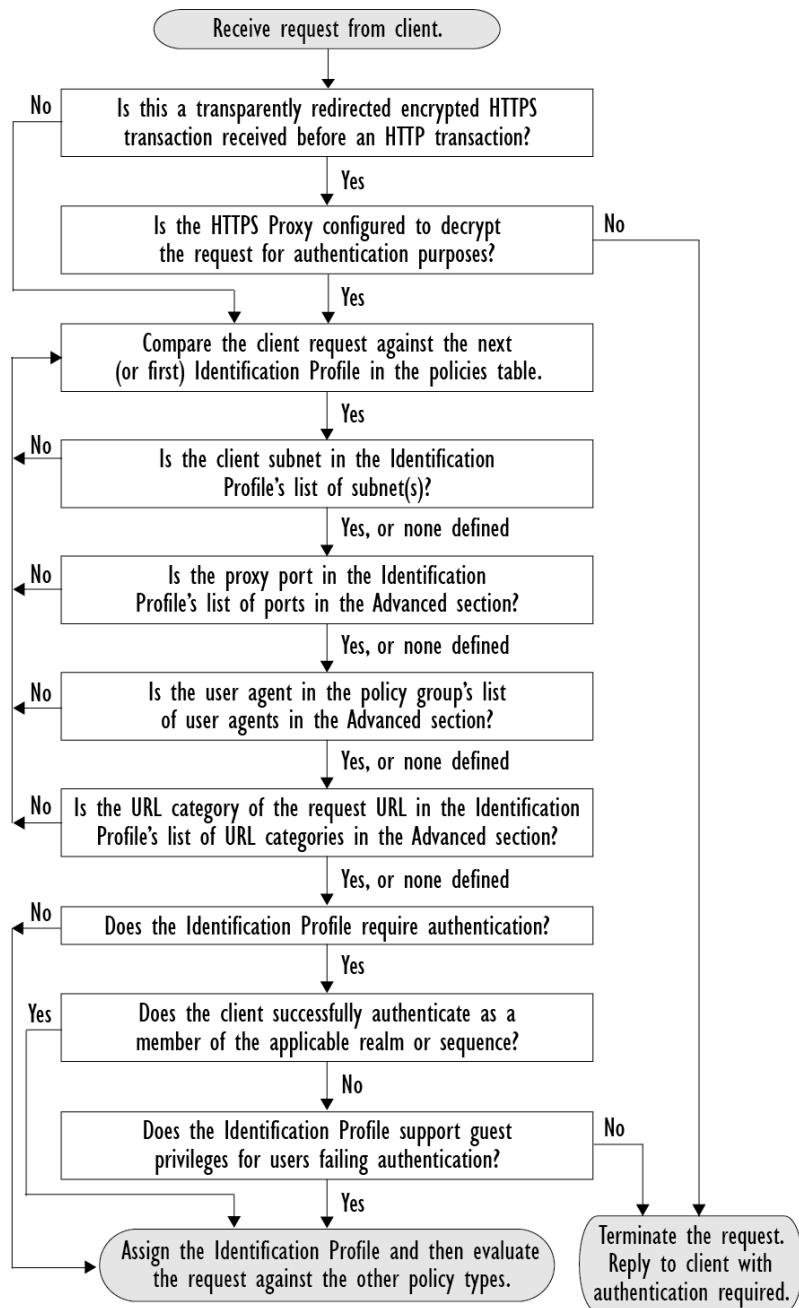 Receive request from client.
No
Is this a transparently redirected encrypted HTTPS
transaction received before an HTTP transaction?
Yes
Is the HTTPS Proxy configured to decrypt
the request for authentication purposes?
No
Yes
Compare the client request against the next
(or first) Identification Profile in the policies table.
Yes
No
Is the client subnet in the Identification
Profile's list of subnet(s)?
Yes, or none defined
No
Is the proxy port in the Identification
Profile's list of ports in the Advanced section?
Yes, or none defined
No
Is the user agent in the policy group's list
of user agents in the Advanced section?
Yes, or none defined
No
Is the URL category of the request URL in the Identification
Profile's list of URL categories in the Advanced section?
Yes, or none defined
No
Does the Identification Profile require authentication?
Yes
Yes
Does the client successfully authenticate as a
member of the applicable realm or sequence?
No
Does the Identification Profile support guest
privileges for users failing authentication?
No
Yes
Assign the Identification Profile and then evaluate
the request against the other policy types.
Terminate the request.
Reply to client with
authentication required.